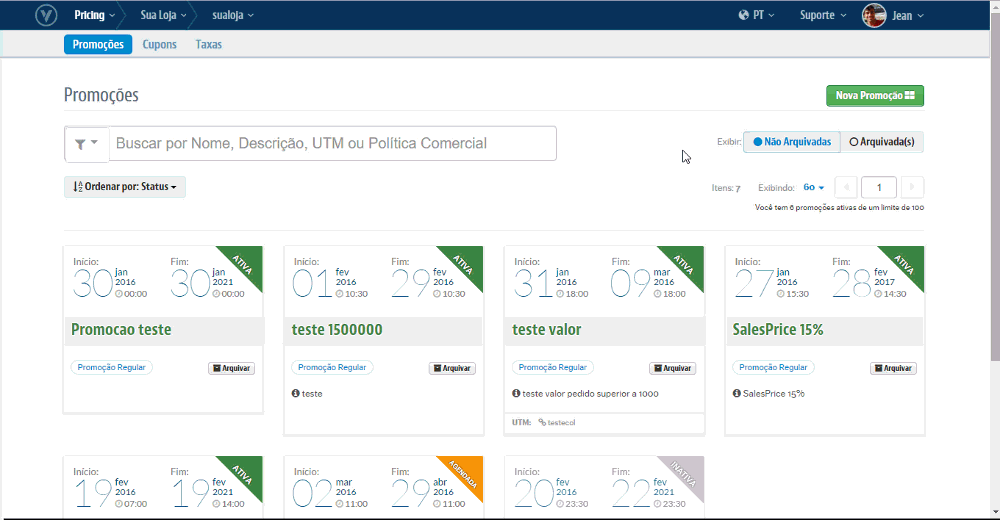 V Pricing Sua Loja sualoja PT Suporte Jean
Promoções Cupons Taxas
Promoções Nova Promoção
Buscar por Nome, Descrição, UTM ou Política Comercial Exibir: Não Arquivadas Arquivada(s)
Ordenar por: Status Itens: 7 Exibindo: 60 1
Você tem 6 promoções ativas de um limite de 100
Início: 30 jan 2016 00:00 Fim: 30 jan 2021 00:00 ATIVA
Promocao teste
Promoção Regular Arquivar
Início: 01 fev 2016 10:30 Fim: 29 fev 2016 10:30 ATIVA
teste 1500000
Promoção Regular Arquivar
teste
Início: 31 jan 2016 18:00 Fim: 09 mar 2016 18:00 ATIVA
teste valor
Promoção Regular Arquivar
teste valor pedido superior a 1000
UTM: testecol
Início: 27 jan 2016 15:30 Fim: 28 fev 2017 14:30 ATIVA
SalesPrice 15%
Promoção Regular Arquivar
SalesPrice 15%
Início: 19 fev 2016 07:00 Fim: 19 fev 2021 14:00 ATIVA
Início: 02 mar 2016 11:00 Fim: 29 abr 2016 11:00 AGENDADA
Início: 20 fev 2016 23:30 Fim: 22 fev 2016 23:30 INATIVA